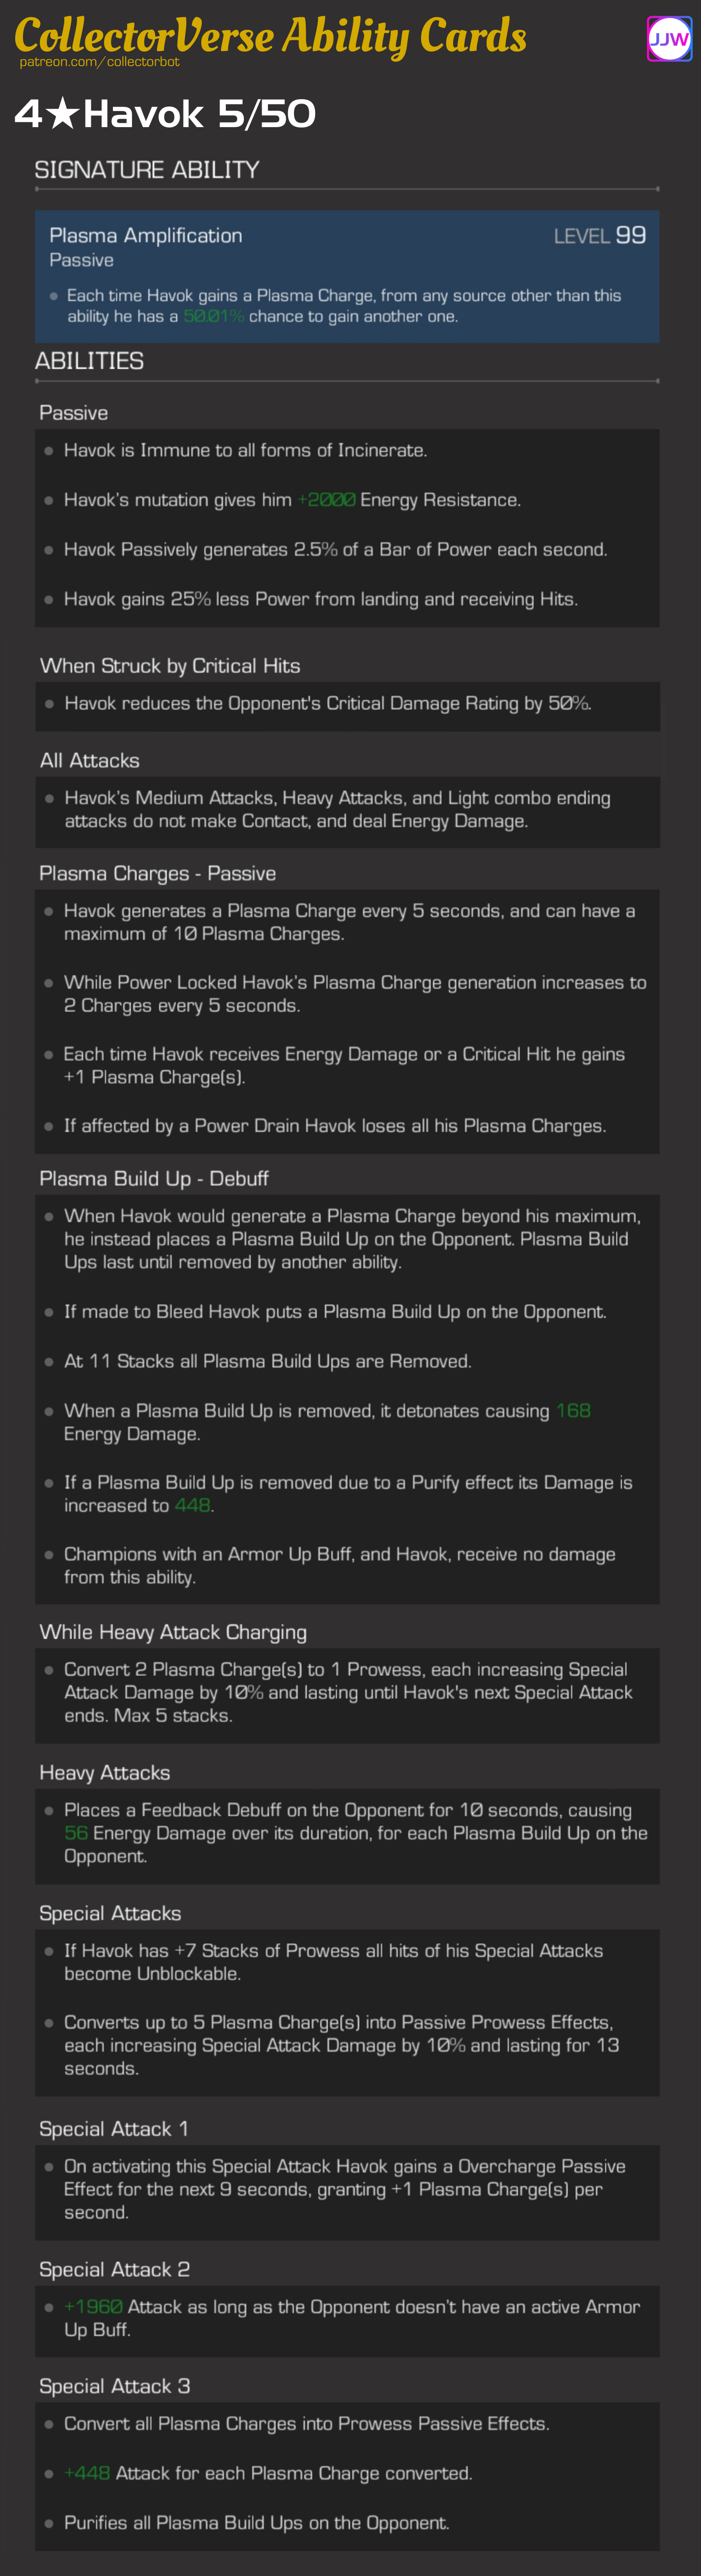 CollectorVerse Ability Cards
JJW
patreon.com/collectorbot
4★Havok 5/50
SIGNATURE ABILITY
Plasma Amplification
LEVEL 99
Passive
Each time Havok gains a Plasma Charge, from any source other than this
ability he has a 50.01% chance to gain another one.
ABILITIES
Passive
Havok is Immune to all forms of Incinerate.
Havok's mutation gives him +2000 Energy Resistance.
Havok Passively generates 2.5% of a Bar of Power each second.
Havok gains 25% less Power from landing and receiving Hits.
When Struck by Critical Hits
Havok reduces the Opponent's Critical Damage Rating by 50%.
All Attacks
Havok's Medium Attacks, Heavy Attacks, and Light combo ending
attacks do not make Contact, and deal Energy Damage.
Plasma Charges - Passive
Havok generates a Plasma Charge every 5 seconds, and can have a
maximum of 10 Plasma Charges.
While Power Locked Havok's Plasma Charge generation increases to
2 Charges every 5 seconds.
Each time Havok receives Energy Damage or a Critical Hit he gains
+1 Plasma Charge(s).
If affected by a Power Drain Havok loses all his Plasma Charges.
Plasma Build Up - Debuff
When Havok would generate a Plasma Charge beyond his maximum,
he instead places a Plasma Build Up on the Opponent. Plasma Build
Ups last until removed by another ability.
If made to Bleed Havok puts a Plasma Build Up on the Opponent.
At 11 Stacks all Plasma Build Ups are Removed.
When a Plasma Build Up is removed, it detonates causing 168
Energy Damage.
If a Plasma Build Up is removed due to a Purify effect its Damage is
increased to 448.
Champions with an Armor Up Buff, and Havok, receive no damage
from this ability.
While Heavy Attack Charging
Convert 2 Plasma Charge(s) to 1 Prowess, each increasing Special
Attack Damage by 10% and lasting until Havok's next Special Attack
ends. Max 5 stacks.
Heavy Attacks
Places a Feedback Debuff on the Opponent for 10 seconds, causing
56 Energy Damage over its duration, for each Plasma Build Up on the
Opponent.
Special Attacks
If Havok has +7 Stacks of Prowess all hits of his Special Attacks
become Unblockable.
Converts up to 5 Plasma Charge(s) into Passive Prowess Effects,
each increasing Special Attack Damage by 10% and lasting for 13
seconds.
Special Attack 1
On activating this Special Attack Havok gains a Overcharge Passive
Effect for the next 9 seconds, granting +1 Plasma Charge(s) per
second.
Special Attack 2
+1960 Attack as long as the Opponent doesn't have an active Armor
Up Buff.
Special Attack 3
Convert all Plasma Charges into Prowess Passive Effects.
+448 Attack for each Plasma Charge converted.
Purifies all Plasma Build Ups on the Opponent.